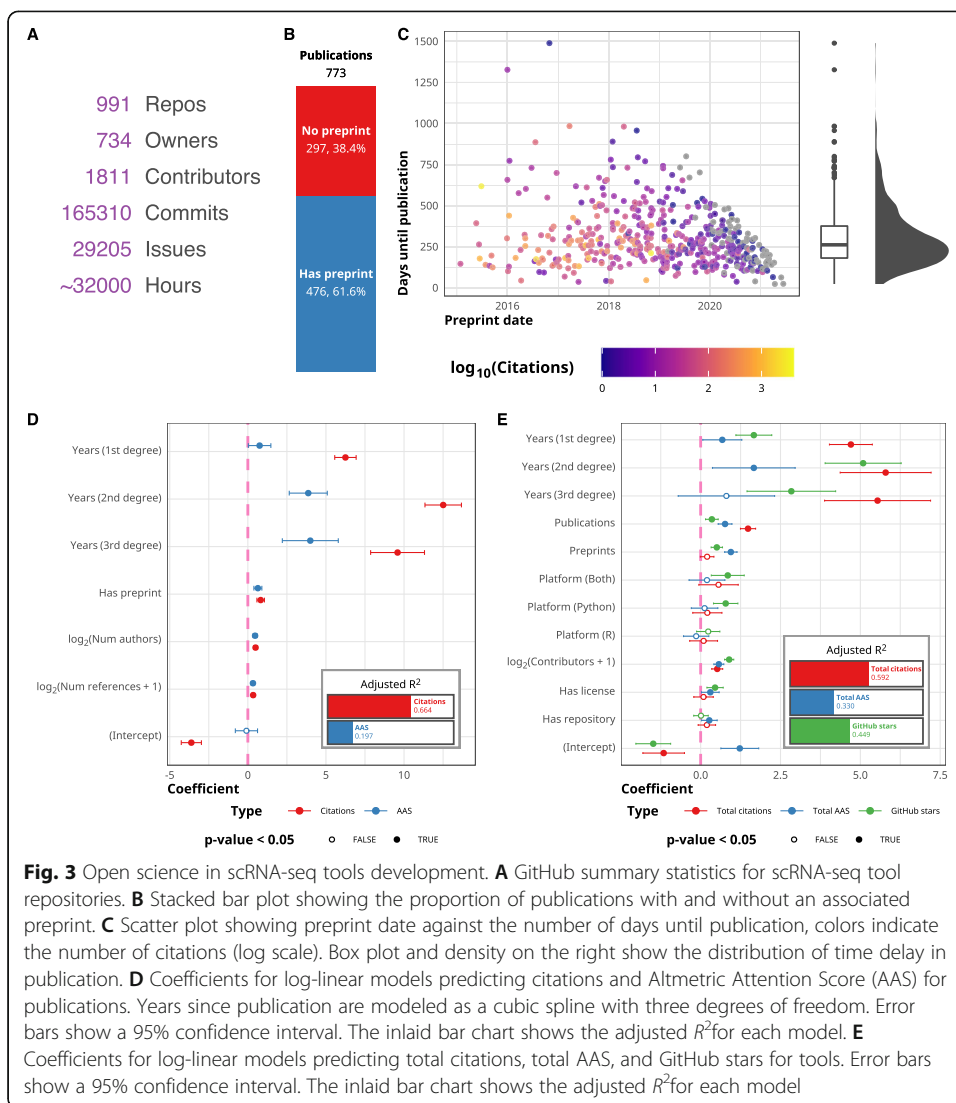 A
991 Repos
734 Owners
1811 Contributors
165310 Commits
29205 Issues
~32000 Hours
B
Publications
773
No preprint
297, 38.4%
Has preprint
476, 61.6%
C
Days until publication
1500
1250
1000
750
500
250
0
2016 2018 2020
Preprint date
log10(Citations)
0 1 2 3
D
Years (1st degree)
Years (2nd degree)
Years (3rd degree)
Has preprint
log2(Num authors)
log2(Num references + 1)
(Intercept)
Adjusted R2
Citations
0.664
AAS
0.197
-5 0 5 10
Coefficient
Type Citations AAS
p-value < 0.05 FALSE TRUE
E
Years (1st degree)
Years (2nd degree)
Years (3rd degree)
Publications
Preprints
Platform (Both)
Platform (Python)
Platform (R)
log2(Contributors + 1)
Has license
Has repository
(Intercept)
Adjusted R2
Total citations
0.592
Total AAS
0.330
GitHub stars
0.449
0.0 2.5 5.0 7.5
Coefficient
Type Total citations Total AAS GitHub stars
p-value < 0.05 FALSE TRUE
Fig. 3 Open science in scRNA-seq tools development. A GitHub summary statistics for scRNA-seq tool
repositories. B Stacked bar plot showing the proportion of publications with and without an associated
preprint. C Scatter plot showing preprint date against the number of days until publication, colors indicate
the number of citations (log scale). Box plot and density on the right show the distribution of time delay in
publication. D Coefficients for log-linear models predicting citations and Altmetric Attention Score (AAS) for
publications. Years since publication are modeled as a cubic spline with three degrees of freedom. Error
bars show a 95% confidence interval. The inlaid bar chart shows the adjusted R2for each model. E
Coefficients for log-linear models predicting total citations, total AAS, and GitHub stars for tools. Error bars
show a 95% confidence interval. The inlaid bar chart shows the adjusted R2for each model